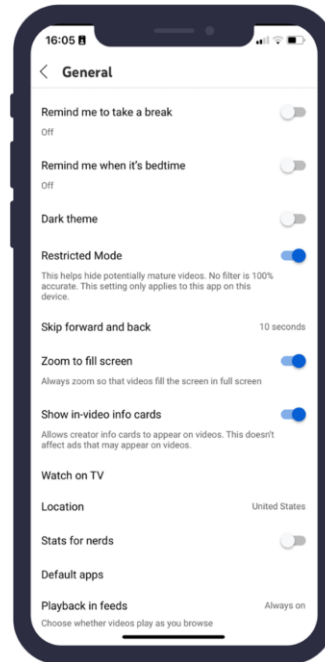 16:05
General
Remind me to take a break
Off
Remind me when it's bedtime
Off
Dark theme
Restricted Mode
This helps hide potentially mature videos. No filter is 100%
accurate. This setting only applies to this app on this
device.
Skip forward and back 10 seconds
Zoom to fill screen
Always zoom so that videos fill the screen in full screen
Show in-video info cards
Allows creator info cards to appear on videos. This doesn't
affect ads that may appear on videos.
Watch on TV
Location United States
Stats for nerds
Default apps
Playback in feeds Always on
Choose whether videos play as you browse